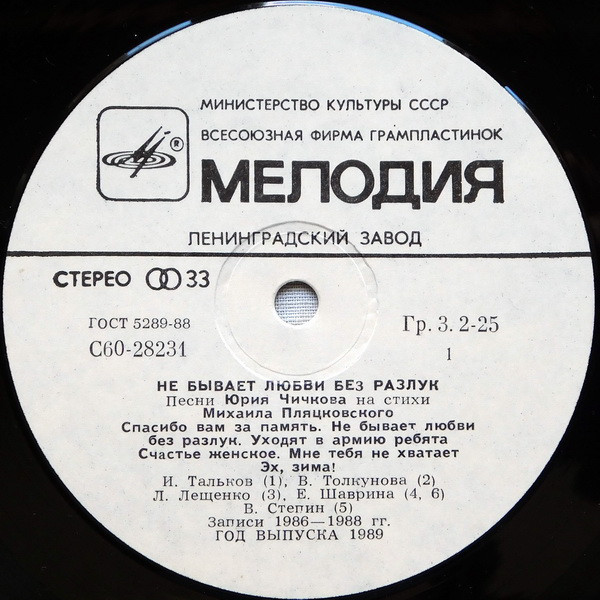 МИНИСТЕРСТВО КУЛЬТУРЫ СССР
ВСЕСОЮЗНАЯ ФИРМА ГРАМПЛАСТИНОК
®
МЕЛОДИЯ
ЛЕНИНГРАДСКИЙ ЗАВОД
СТЕРЕО 33
ГОСТ 5289-88
Гр. 3. 2-25
С60-28231
1
НЕ БЫВАЕТ ЛЮБВИ БЕЗ РАЗЛУК
Песни Юрия Чичкова на стихи
Михаила Пляцковского
Спасибо вам за память. Не бывает любви
без разлук. Уходят в армию ребята
Счастье женское. Мне тебя не хватает
Эх, зима!
И. Тальков (1), В. Толкунова (2)
Л. Лещенко (3), Е. Шаврина (4, 6)
В. Степин (5)
Записи 1986—1988 гг.
ГОД ВЫПУСКА 1989